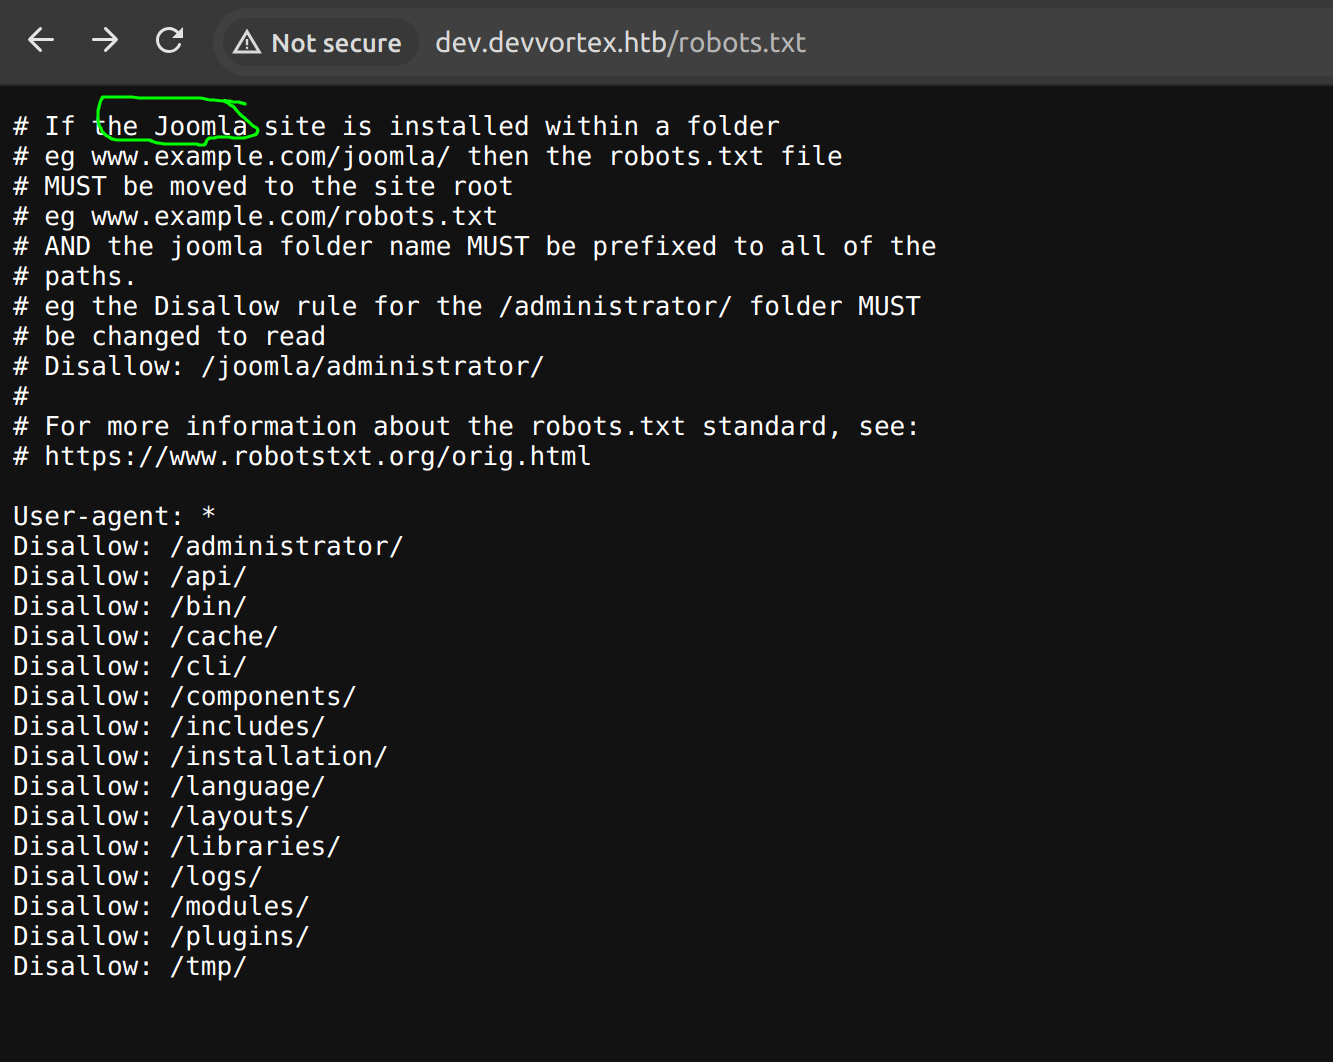 Not secure dev.devvortex.htb/robots.txt
# If the Joomla site is installed within a folder
# eg www.example.com/joomla/ then the robots.txt file
# MUST be moved to the site root
# eg www.example.com/robots.txt
# AND the joomla folder name MUST be prefixed to all of the
# paths.
# eg the Disallow rule for the /administrator/ folder MUST
# be changed to read
# Disallow: /joomla/administrator/
#
# For more information about the robots.txt standard, see:
# https://www.robotstxt.org/orig.html
User-agent: *
Disallow: /administrator/
Disallow: /api/
Disallow: /bin/
Disallow: /cache/
Disallow: /cli/
Disallow: /components/
Disallow: /includes/
Disallow: /installation/
Disallow: /language/
Disallow: /layouts/
Disallow: /libraries/
Disallow: /logs/
Disallow: /modules/
Disallow: /plugins/
Disallow: /tmp/